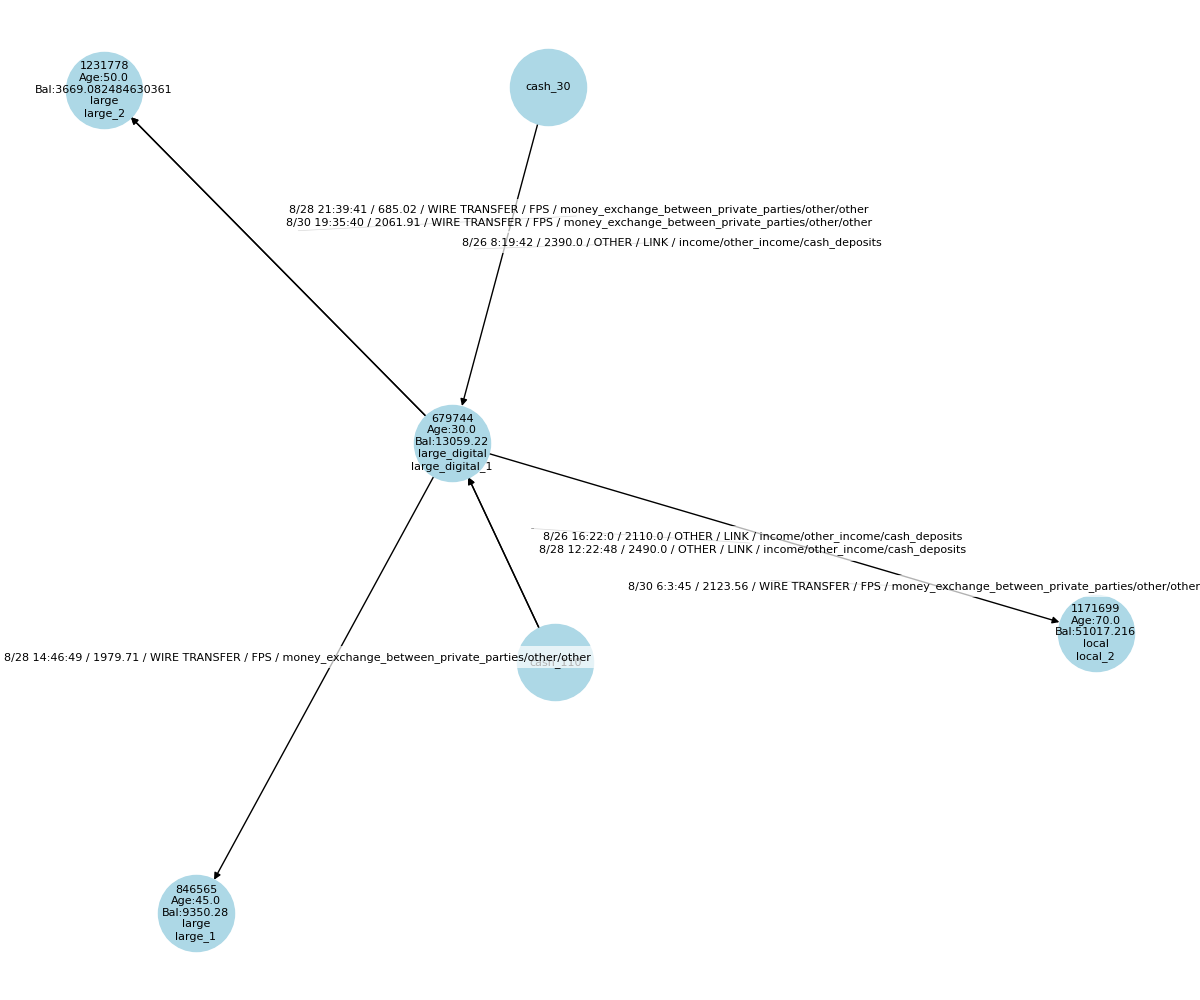 1231778
Age:50.0
Bal:3669.082484630361
large
large_2
cash_30
8/28 21:39:41 / 685.02 / WIRE TRANSFER / FPS / money_exchange_between_private_parties/other/other
8/30 19:35:40 / 2061.91 / WIRE TRANSFER / FPS / money_exchange_between_private_parties/other/other
8/26 8:19:42 / 2390.0 / OTHER / LINK / income/other_income/cash_deposits
679744
Age:30.0
Bal:13059.22
large_digital
large_digital_1
8/26 16:22:0 / 2110.0 / OTHER / LINK / income/other_income/cash_deposits
8/28 12:22:48 / 2490.0 / OTHER / LINK / income/other_income/cash_deposits
8/30 6:3:45 / 2123.56 / WIRE TRANSFER / FPS / money_exchange_between_private_parties/other/other
1171699
Age:70.0
Bal:51017.216
local
local_2
8/28 14:46:49 / 1979.71 / WIRE TRANSFER / FPS / money_exchange_between_private_parties/other/other
846565
Age:45.0
Bal:9350.28
large
large_1